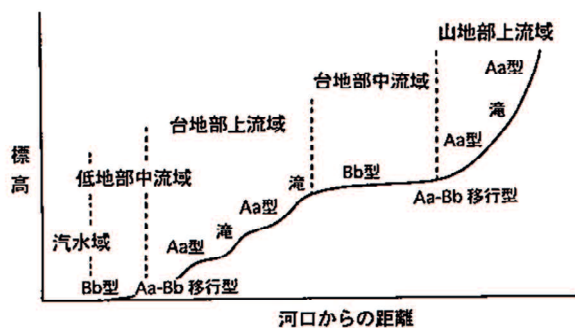 山地部上流域
Aa型
台地部中流域
滝
台地部上流域
Aa型
標高
低地部中流域
滝
Bb型
Aa型
Aa-Bb 移行型
滝
Aa型
汽水域
Bb型
Aa-Bb 移行型
河口からの距離